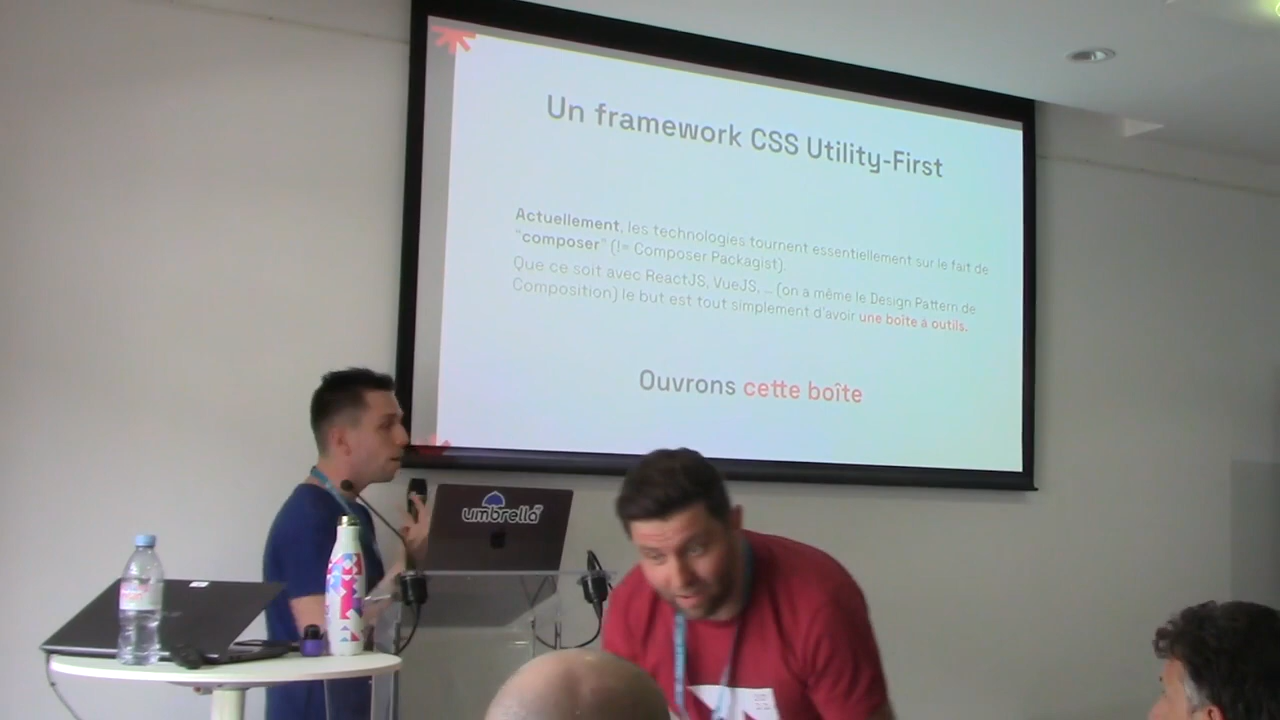 Un framework CSS Utility-First
Actuellement, les technologies tournent essentiellement sur le fait de
“composer” (!= Composer Packagist).
Que ce soit avec ReactJS, VueJS, ... (on a même le Design Pattern de
Composition) le but est tout simplement d'avoir une boîte à outils.
Ouvrons cette boîte
umbrella